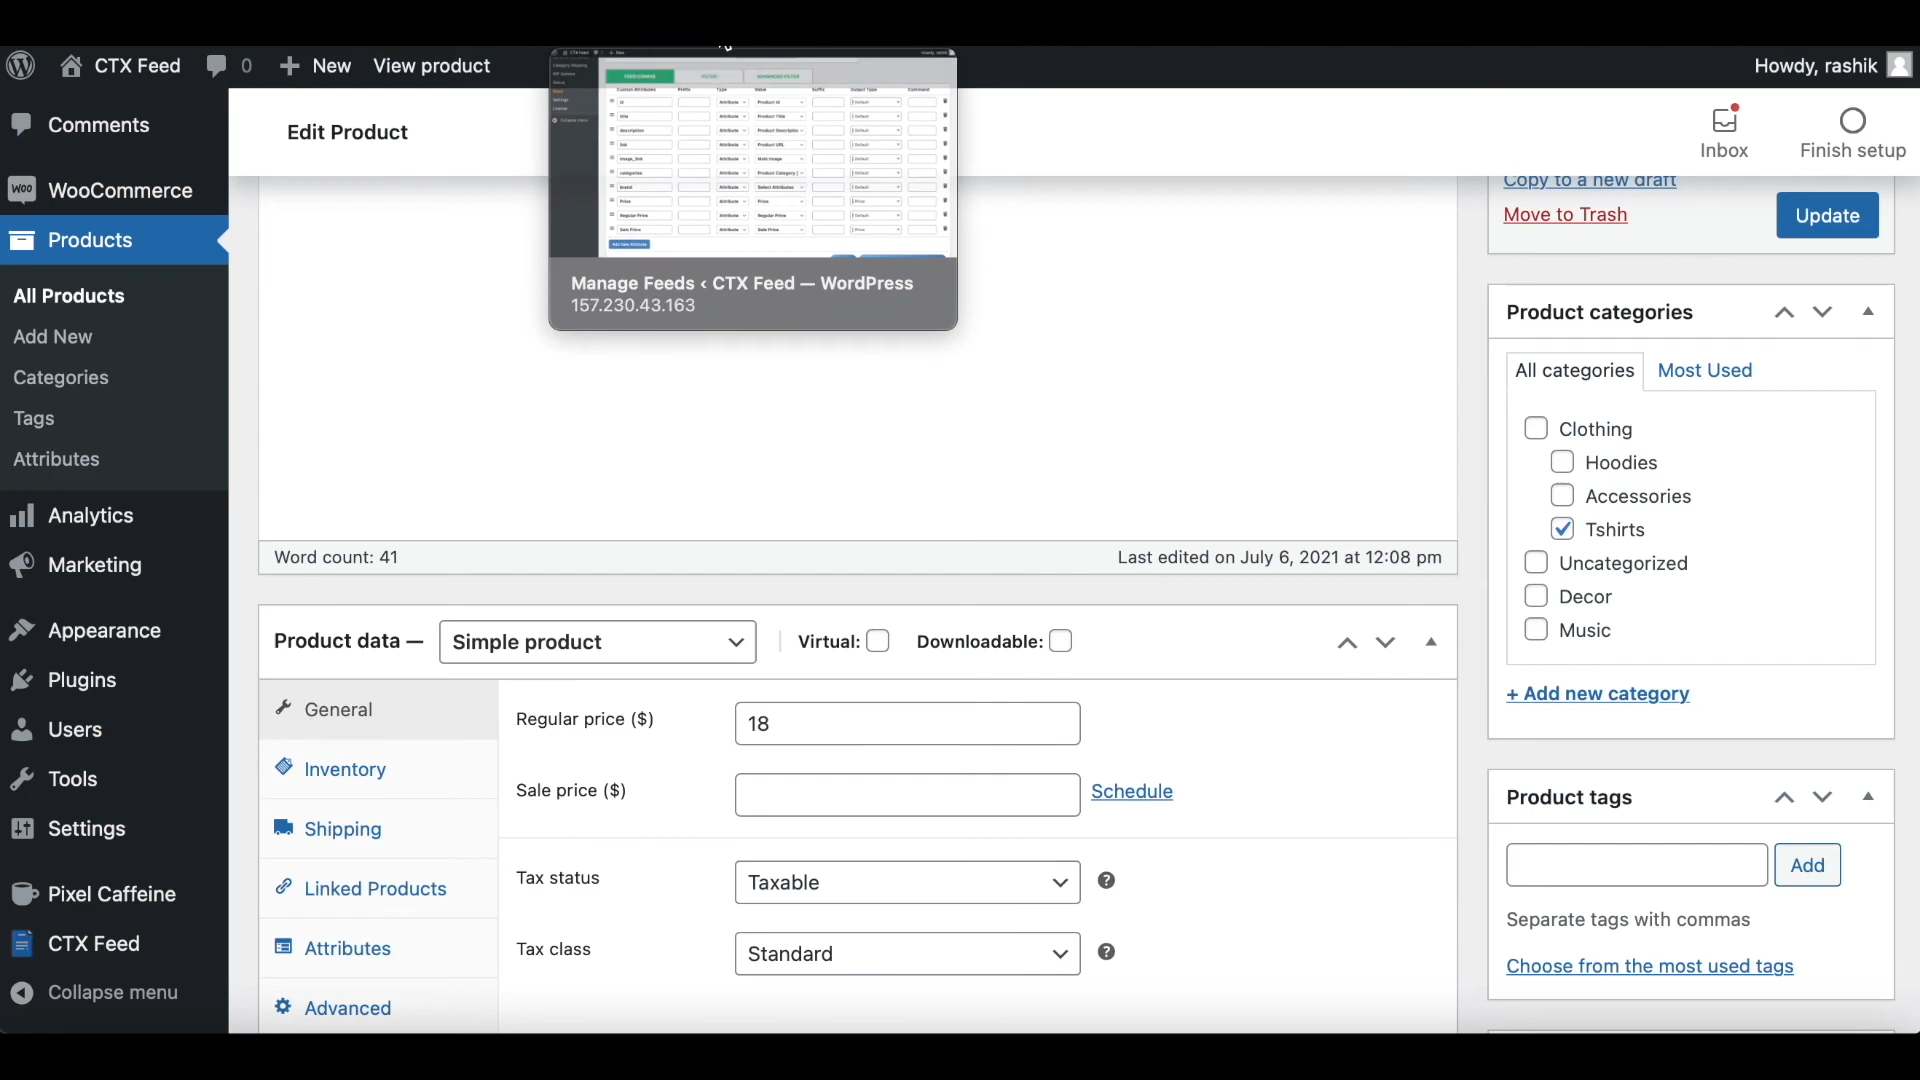 CTX Feed
0
New
View product
Howdy, rashik
Comments
WooCommerce
Products
All Products
Add New
Categories
Tags
Attributes
Analytics
Marketing
Appearance
Plugins
Users
Tools
Settings
Pixel Caffeine
CTX Feed
Collapse menu
Edit Product
Inbox
Finish setup
FEED CONFIG
FILTER
ADVANCED FILTER
Manage Feeds ‹ CTX Feed — WordPress
157.230.43.163
Word count: 41
Last edited on July 6, 2021 at 12:08 pm
Product data —
Simple product
Virtual:
Downloadable:
General
Inventory
Shipping
Linked Products
Attributes
Advanced
Regular price ($)
18
Sale price ($)
Schedule
Tax status
Taxable
Tax class
Standard
Copy to a new draft
Move to Trash
Update
Product categories
All categories
Most Used
Clothing
Hoodies
Accessories
Tshirts
Uncategorized
Decor
Music
+ Add new category
Product tags
Add
Separate tags with commas
Choose from the most used tags